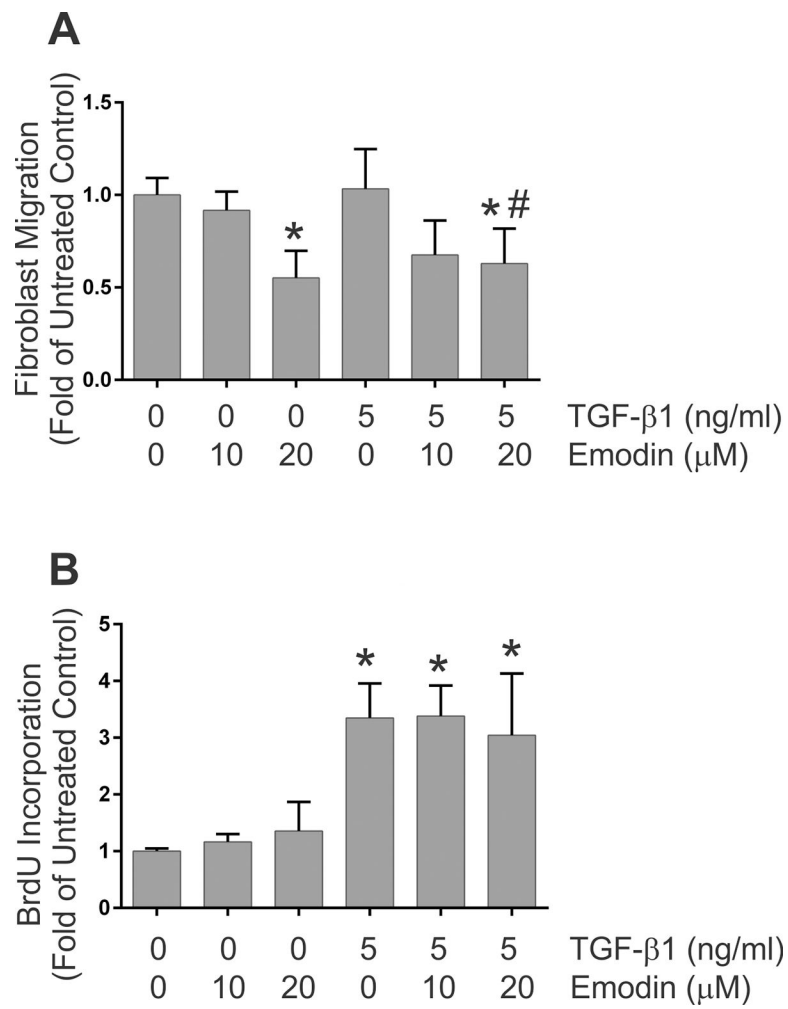 A
Fibroblast Migration
(Fold of Untreated Control)
1.5
1.0
0.5
0.0
*
* #
0 0 0 5 5 5 TGF-β1 (ng/ml)
0 10 20 0 10 20 Emodin (μM)
B
BrdU Incorporation
(Fold of Untreated Control)
5
4
3
2
1
0
* * *
0 0 0 5 5 5 TGF-β1 (ng/ml)
0 10 20 0 10 20 Emodin (μM)